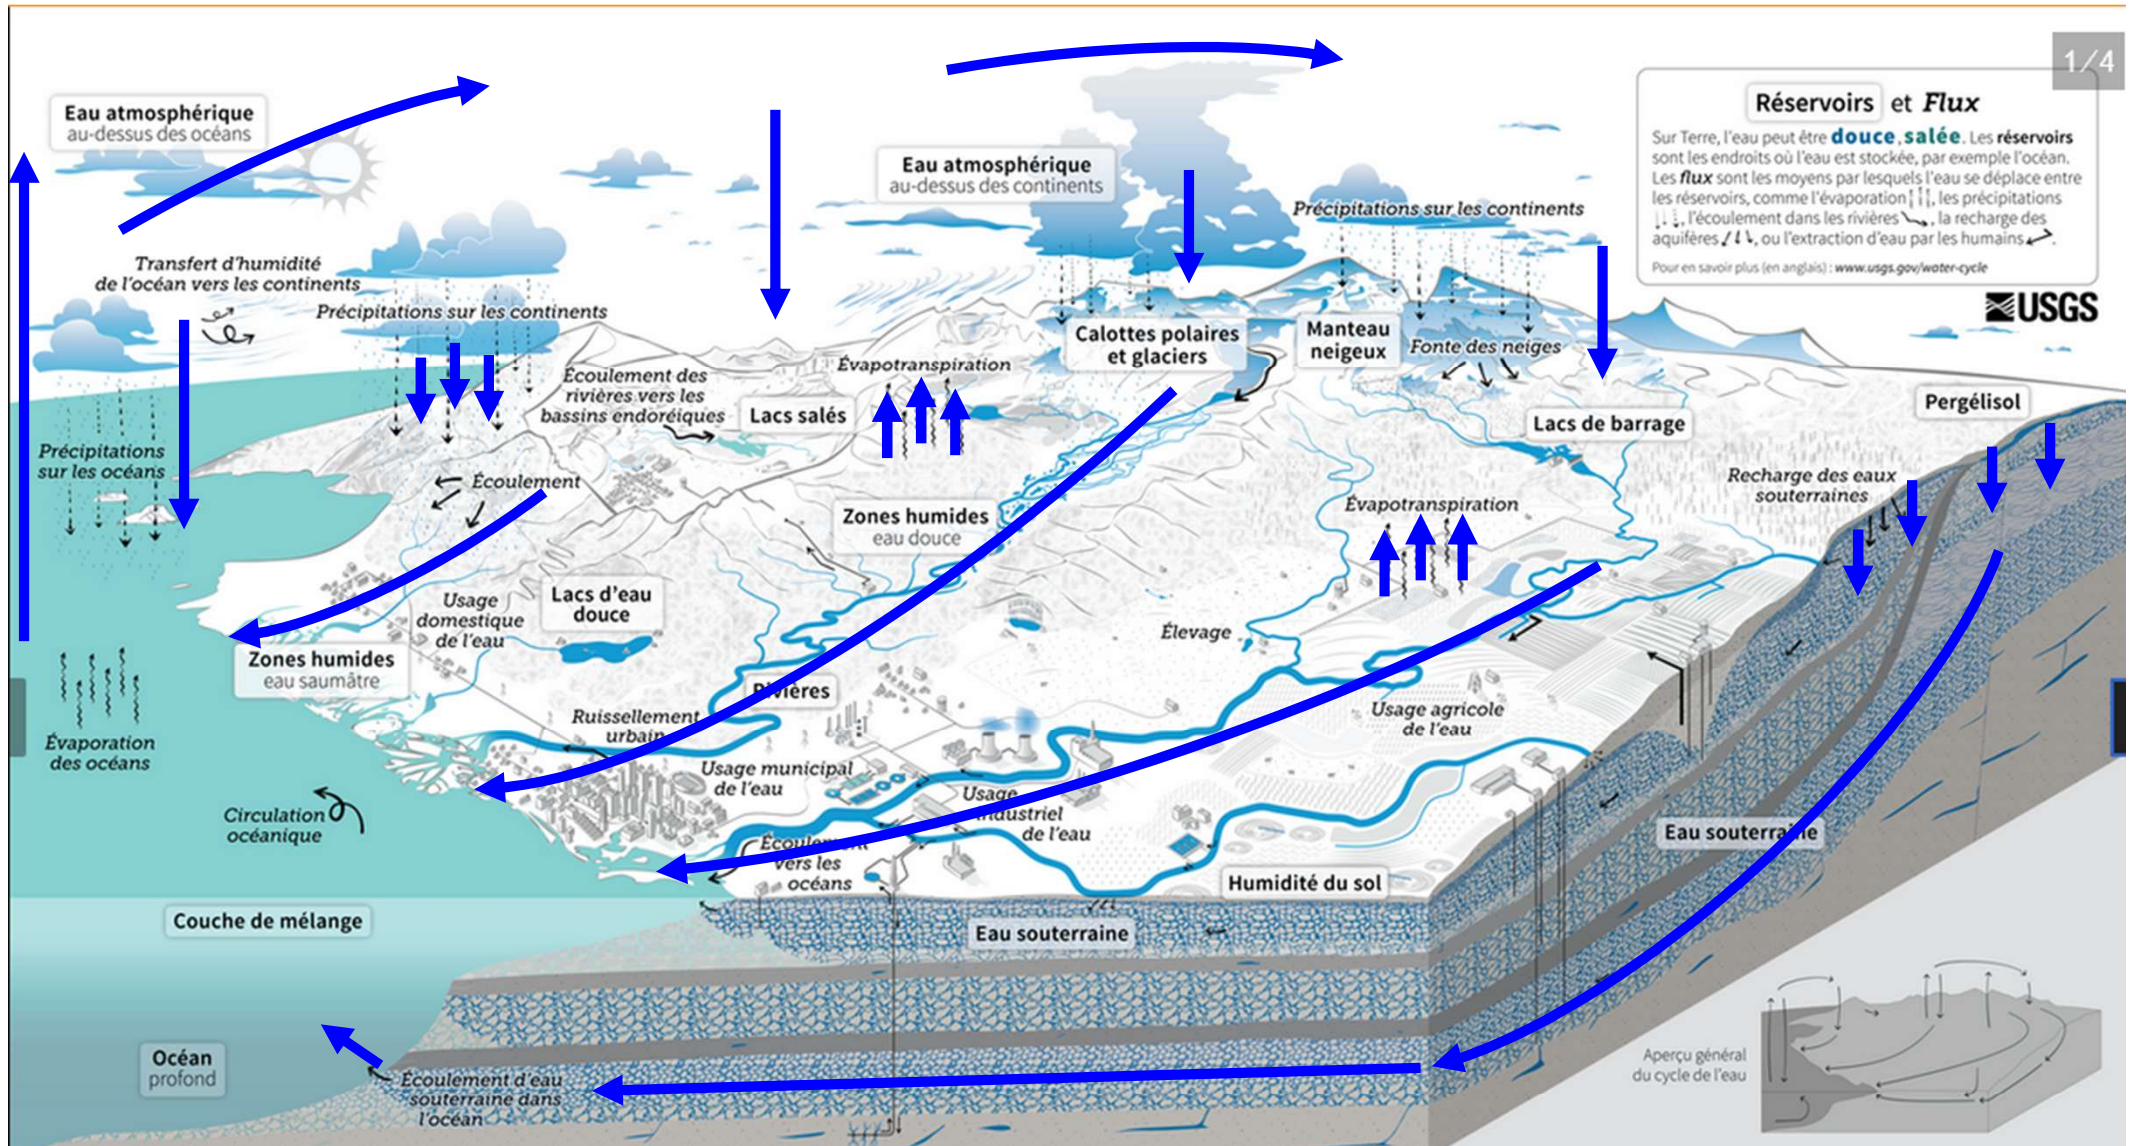 1/4
Réservoirs et Flux
Sur Terre, l'eau peut être douce, salée. Les réservoirs
sont les endroits où l'eau est stockée, par exemple l'océan.
Les flux sont les moyens par lesquels l'eau se déplace entre
les réservoirs, comme l'évaporation, les précipitations
, l'écoulement dans les rivières, la recharge des
aquifères, ou l'extraction d'eau par les humains.
Pour en savoir plus (en anglais) : www.usgs.gov/water-cycle
USGS
Eau atmosphérique
au-dessus des océans
Eau atmosphérique
au-dessus des continents
Précipitations sur les continents
Transfert d'humidité
de l'océan vers les continents
Précipitations sur les continents
Calottes polaires
et glaciers
Manteau
neigeux
Fonte des neiges
Évapotranspiration
Écoulement des
rivières vers les
bassins endoréiques
Lacs salés
Lacs de barrage
Pergélisol
Précipitations
sur les océans
Écoulement
Recharge des eaux
souterraines
Zones humides
eau douce
Évapotranspiration
Usage
domestique
de l'eau
Lacs d'eau
douce
Élevage
Zones humides
eau saumâtre
Rivières
Ruissellement
urbain
Usage agricole
de l'eau
Évaporation
des océans
Usage municipal
de l'eau
Usage
industriel
de l'eau
Circulation
océanique
Écoulement
vers les
océans
Eau souterraine
Humidité du sol
Couche de mélange
Eau souterraine
Océan
profond
Écoulement d'eau
souterraine dans
l'océan
Aperçu général
du cycle de l'eau